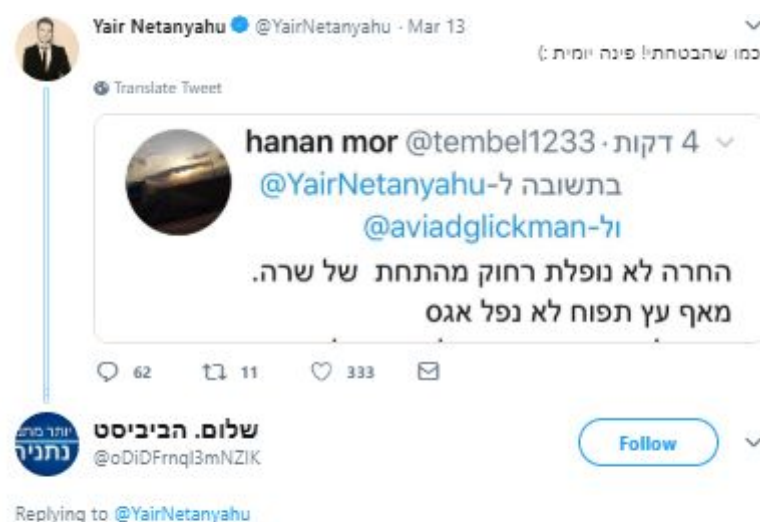 Yair Netanyahu @YairNetanyahu · Mar 13
כמו שהבטחתי! פינה יומית :)
Translate Tweet
hanan mor @tembel1233 · 4 דקות
בתשובה ל-@YairNetanyahu
ול-@aviadglickman
החרה לא נופלת רחוק מהתחת של שרה.
מאף עץ תפוח לא נפל אגס
62 11 333
יותר מתמיד
נתניה
שלום. הביביסט
@oDiDFrnql3mNZIK
Follow
Replying to @YairNetanyahu